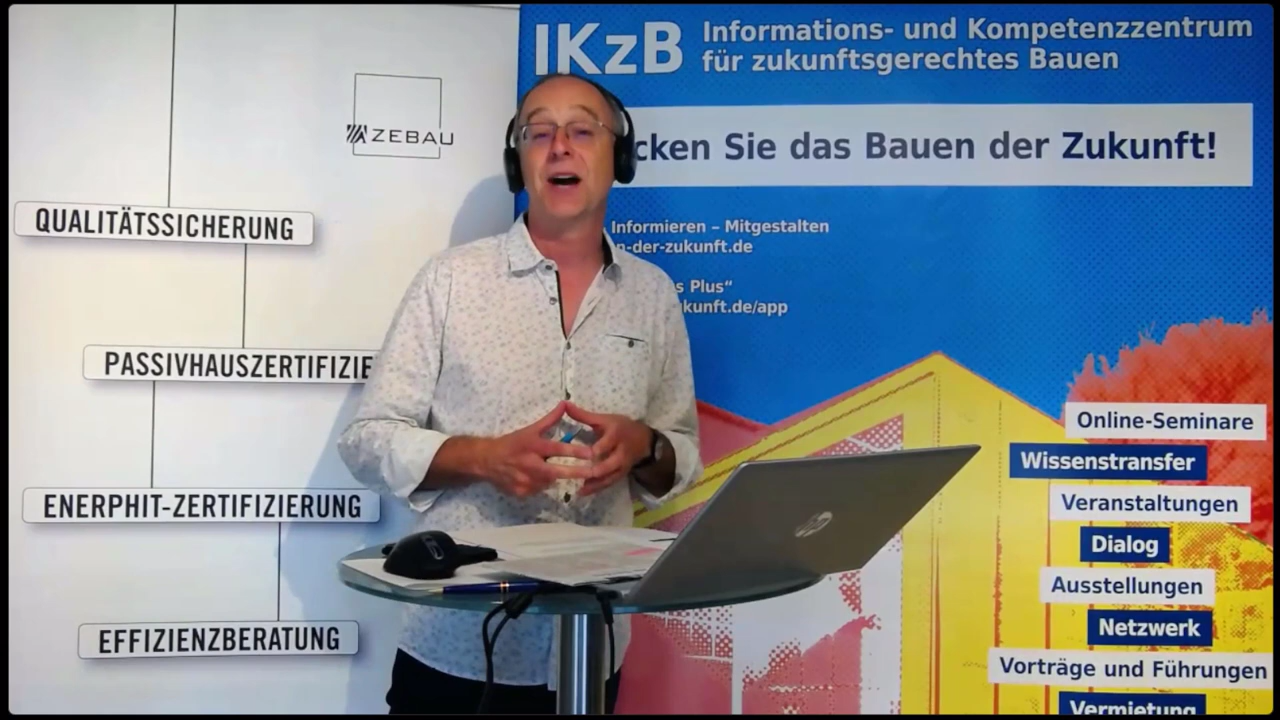 ZEBAU
QUALITÄTSSICHERUNG
PASSIVHAUSZERTIFIZIE
ENERPHIT-ZERTIFIZIERUNG
EFFIZIENZBERATUNG
IKzB
Informations- und Kompetenzzentrum
für zukunftsgerechtes Bauen
cken Sie das Bauen der Zukunft!
Informieren – Mitgestalten
n-der-zukunft.de
s Plus“
kunft.de/app
Online-Seminare
Wissenstransfer
Veranstaltungen
Dialog
Ausstellungen
Netzwerk
Vorträge und Führungen
Vermietung
hp